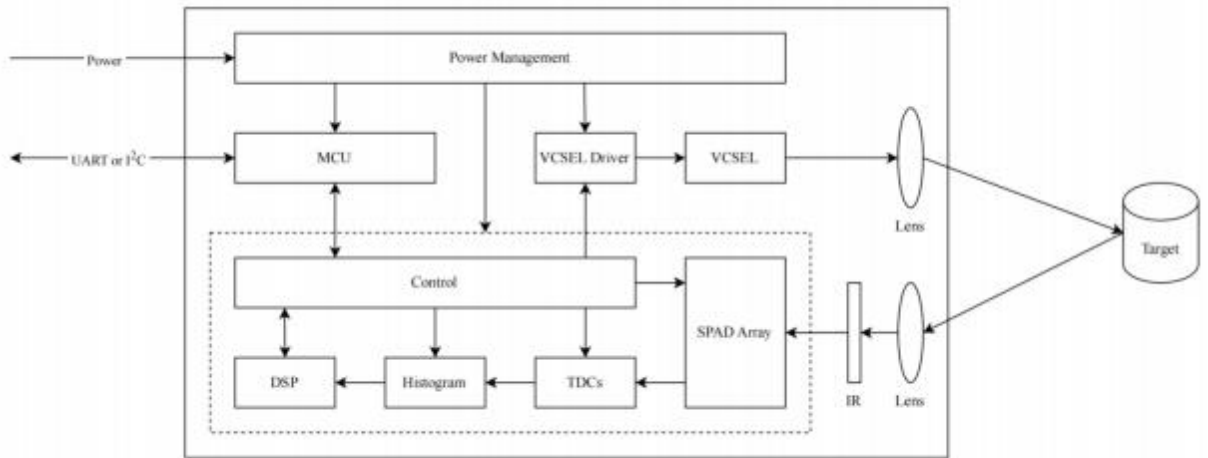 Power
Power Management
UART or I²C
MCU
VCSEL Driver
VCSEL
Lens
Target
Control
SPAD Array
DSP
Histogram
TDCs
IR
Lens